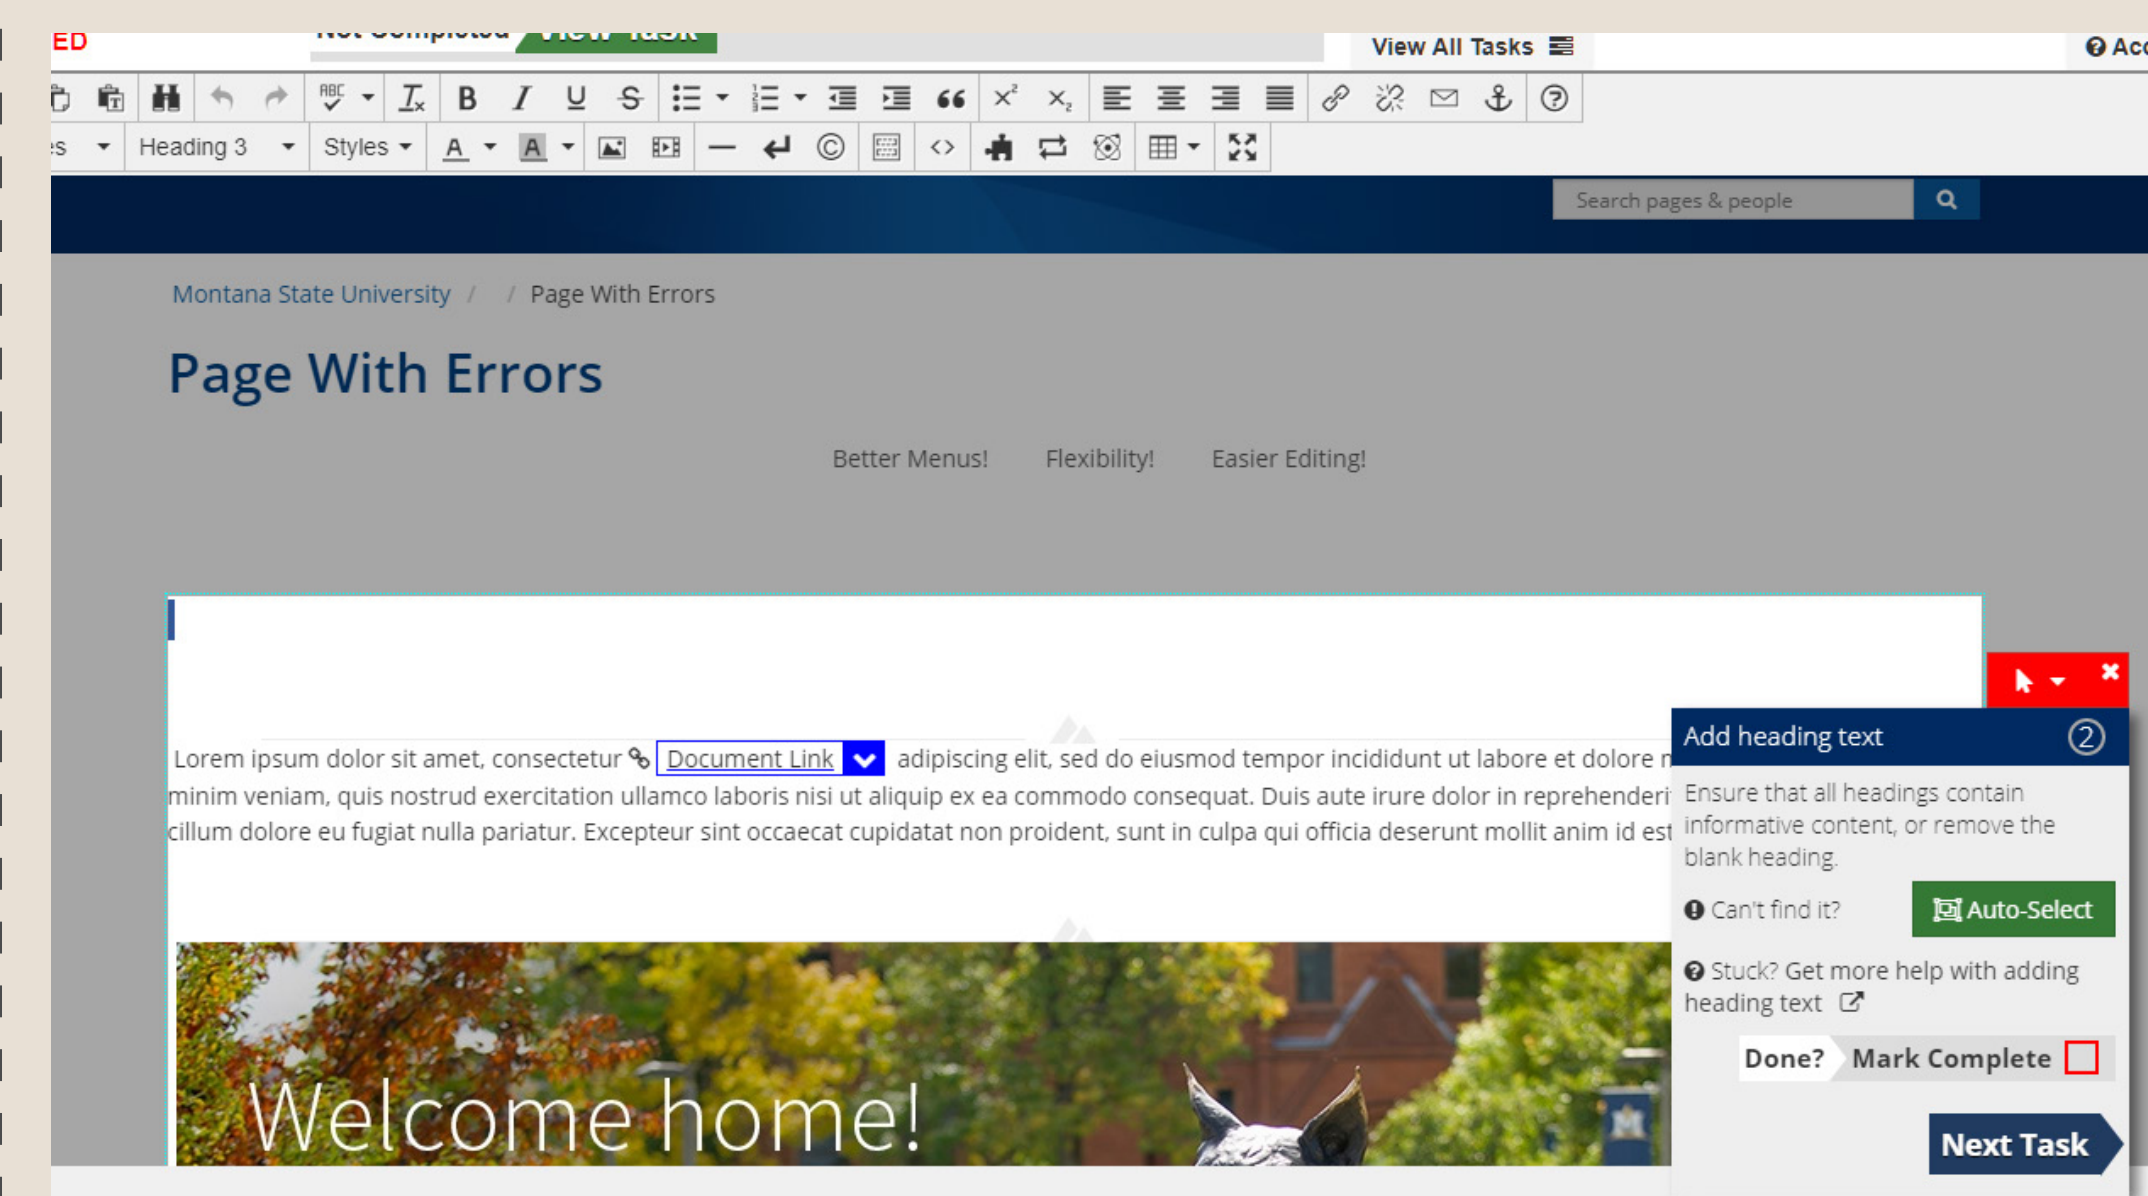 ED
Not Completed View Task
View All Tasks
Acc
ABC
Heading 3 Styles A A
Search pages & people
Montana State University / / Page With Errors
Page With Errors
Better Menus! Flexibility! Easier Editing!
Lorem ipsum dolor sit amet, consectetur Document Link adipiscing elit, sed do eiusmod tempor incididunt ut labore et dolore
minim veniam, quis nostrud exercitation ullamco laboris nisi ut aliquip ex ea commodo consequat. Duis aute irure dolor in reprehenderi
cillum dolore eu fugiat nulla pariatur. Excepteur sint occaecat cupidatat non proident, sunt in culpa qui officia deserunt mollit anim id est
Welcome home!
Add heading text 2
Ensure that all headings contain
informative content, or remove the
blank heading.
Can't find it? Auto-Select
Stuck? Get more help with adding
heading text
Done? Mark Complete
Next Task